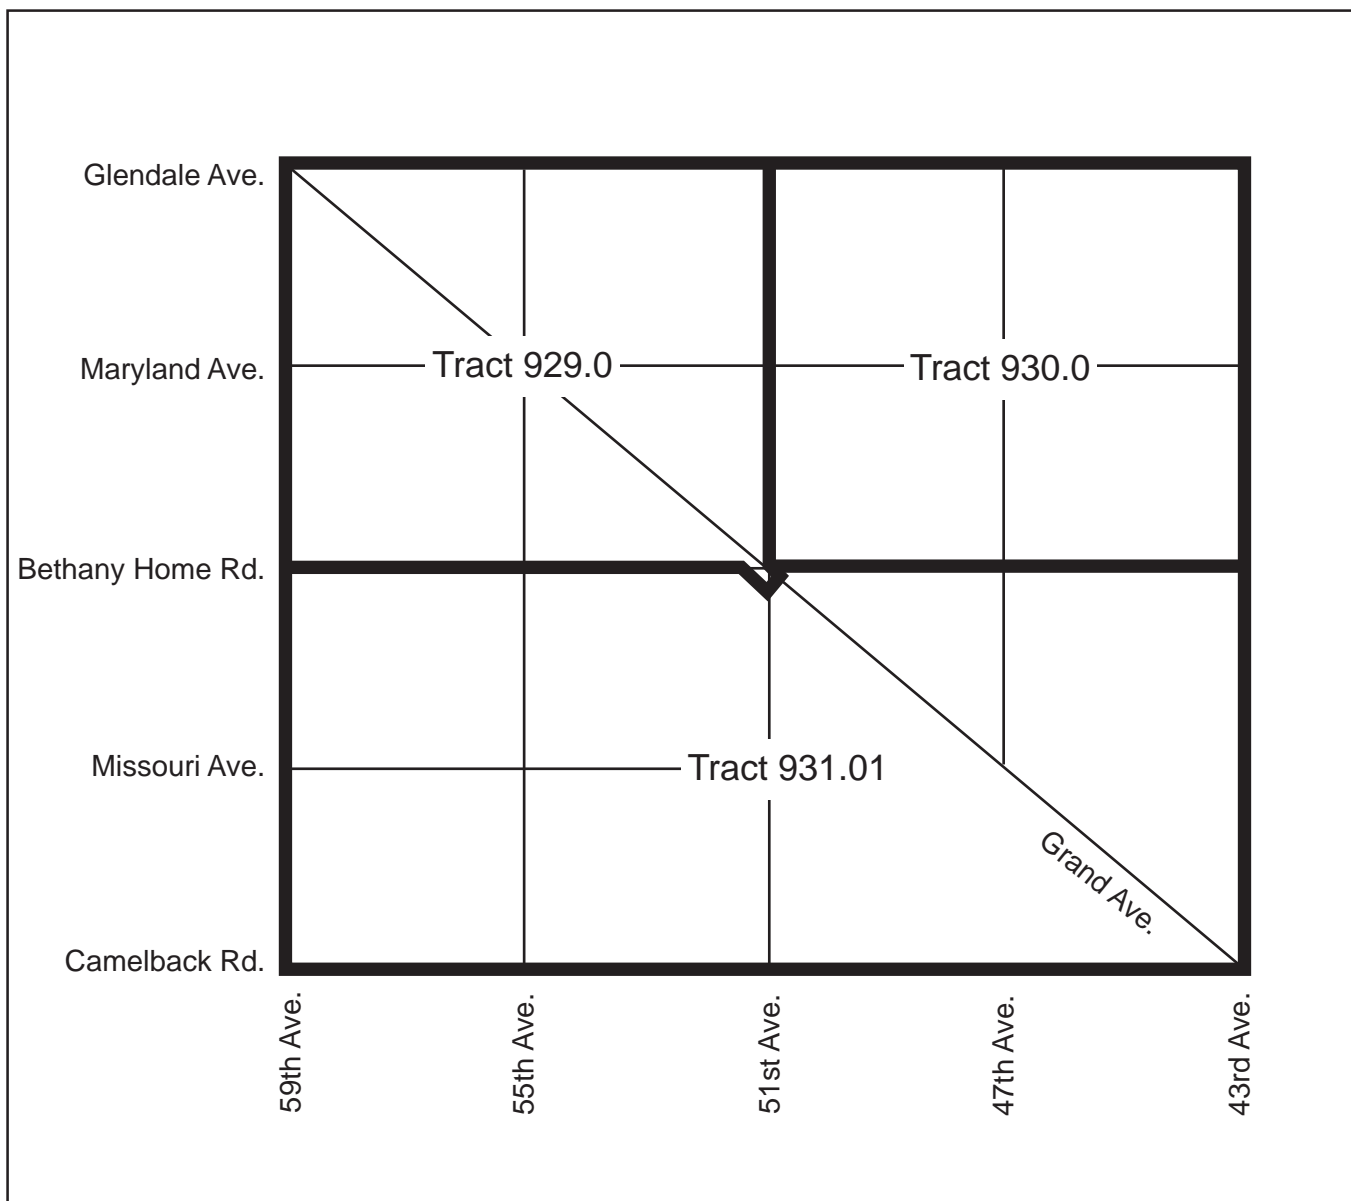 Glendale Ave.
Maryland Ave.
Tract 929.0
Tract 930.0
Bethany Home Rd.
Missouri Ave.
Tract 931.01
Grand Ave.
Camelback Rd.
59th Ave.
55th Ave.
51st Ave.
47th Ave.
43rd Ave.